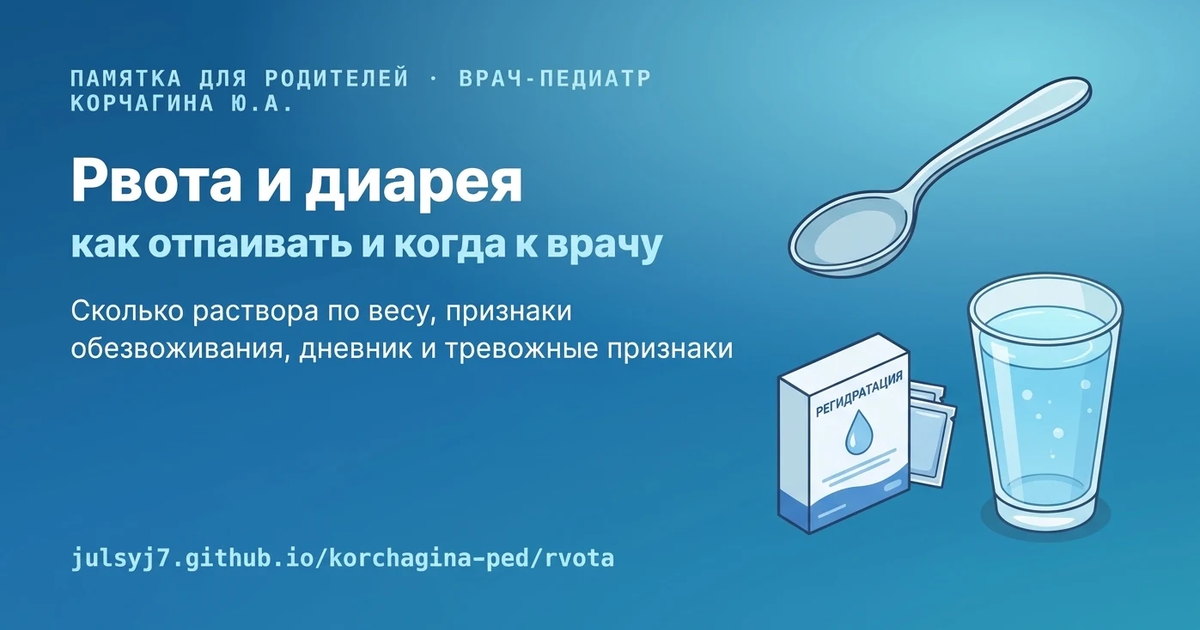 ПАМЯТКА ДЛЯ РОДИТЕЛЕЙ · ВРАЧ-ПЕДИАТР
КОРЧАГИНА Ю.А.
Рвота и диарея
как отпаивать и когда к врачу
Сколько раствора по весу, признаки
обезвоживания, дневник и тревожные признаки
РЕГИДРАТАЦИЯ
julsyj7.github.io/korchagina-ped/rvota